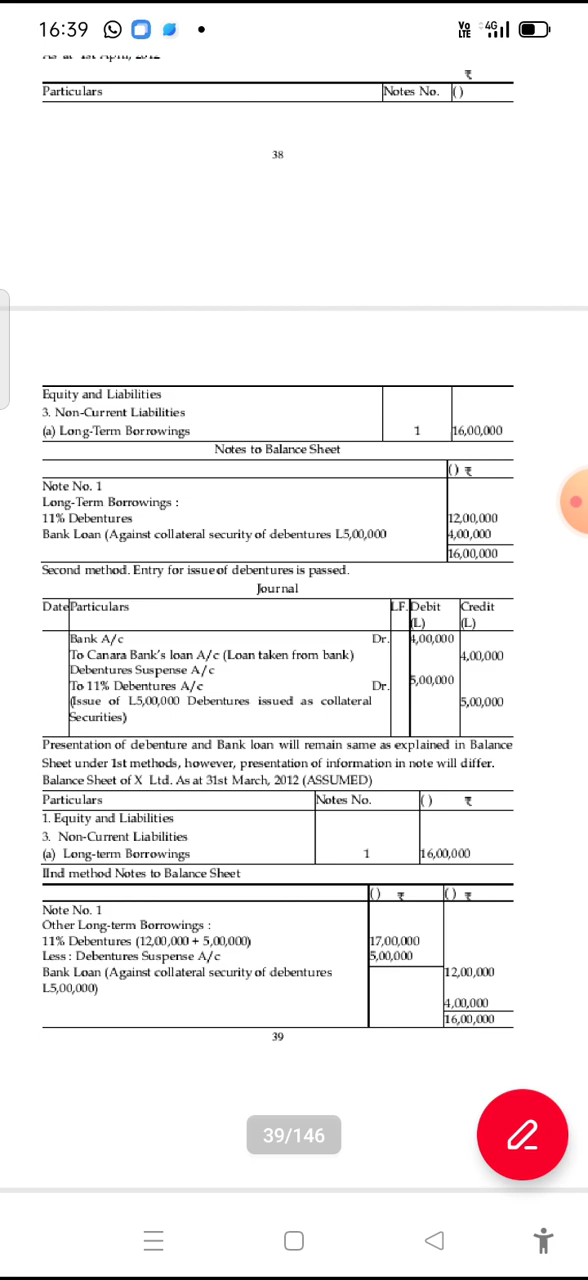 16:39
Vo LTE 4G
₹
Particulars Notes No. ()
38
Equity and Liabilities
3. Non-Current Liabilities
(a) Long-Term Borrowings 1 16,00,000
Notes to Balance Sheet
() ₹
Note No. 1
Long-Term Borrowings :
11% Debentures 12,00,000
Bank Loan (Against collateral security of debentures L5,00,000 4,00,000
16,00,000
Second method. Entry for issue of debentures is passed.
Journal
Date Particulars LF. Debit Credit
(L) (L)
Bank A/c Dr. 4,00,000
To Canara Bank's loan A/c (Loan taken from bank) 4,00,000
Debentures Suspense A/c
To 11% Debentures A/c Dr. 5,00,000
(Issue of L5,00,000 Debentures issued as collateral 5,00,000
Securities)
Presentation of debenture and Bank loan will remain same as explained in Balance
Sheet under 1st methods, however, presentation of information in note will differ.
Balance Sheet of X Ltd. As at 31st March, 2012 (ASSUMED)
Particulars Notes No. () ₹
1. Equity and Liabilities
3. Non-Current Liabilities
(a) Long-term Borrowings 1 16,00,000
IInd method Notes to Balance Sheet
() ₹ () ₹
Note No. 1
Other Long-term Borrowings :
11% Debentures (12,00,000 + 5,00,000) 17,00,000
Less : Debentures Suspense A/c 5,00,000
Bank Loan (Against collateral security of debentures 12,00,000
L5,00,000)
4,00,000
16,00,000
39
39/146